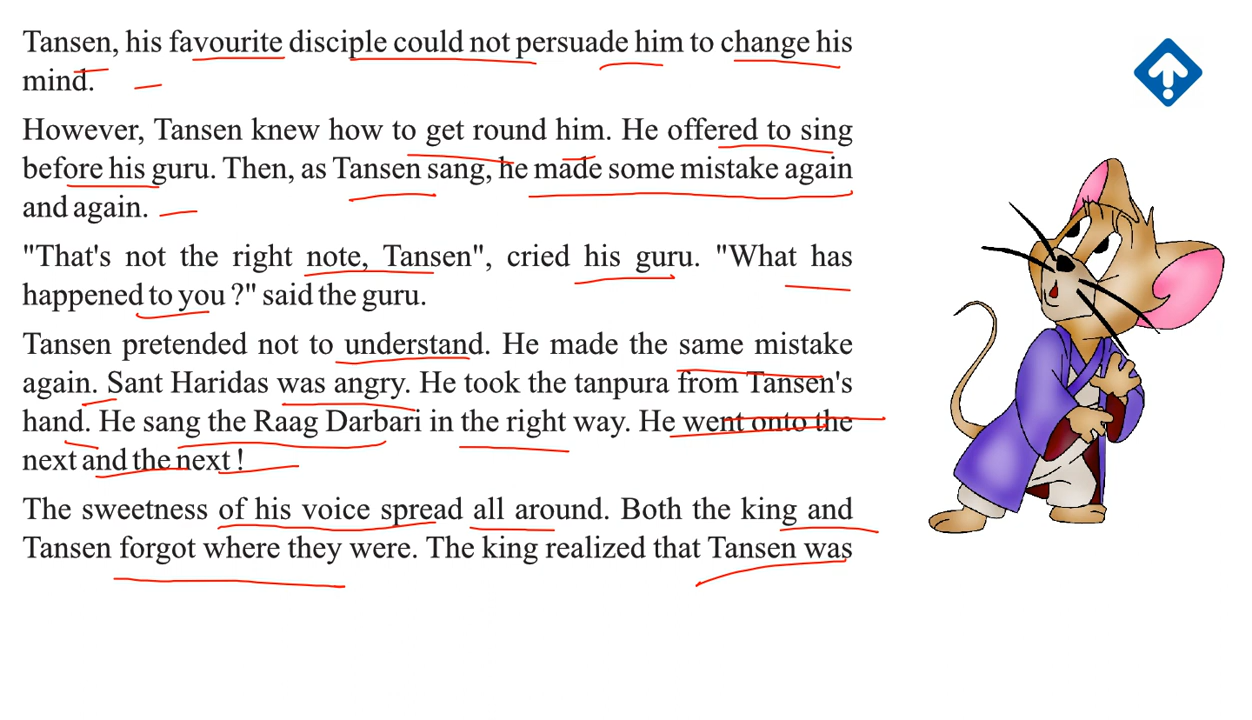 Tansen, his favourite disciple could not persuade him to change his
mind.
However, Tansen knew how to get round him. He offered to sing
before his guru. Then, as Tansen sang, he made some mistake again
and again.
"That's not the right note, Tansen", cried his guru. "What has
happened to you ?" said the guru.
Tansen pretended not to understand. He made the same mistake
again. Sant Haridas was angry. He took the tanpura from Tansen's
hand. He sang the Raag Darbari in the right way. He went onto the
next and the next !
The sweetness of his voice spread all around. Both the king and
Tansen forgot where they were. The king realized that Tansen was